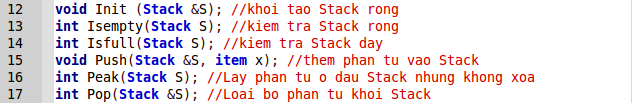 12 void Init (Stack &S); //khoi tao Stack rong
13 int Isempty(Stack S); //kiem tra Stack rong
14 int Isfull(Stack S); //kiem tra Stack day
15 void Push(Stack &S, item x); //them phan tu vao Stack
16 int Peak(Stack S); //Lay phan tu o dau Stack nhung khong xoa
17 int Pop(Stack &S); //Loai bo phan tu khoi Stack